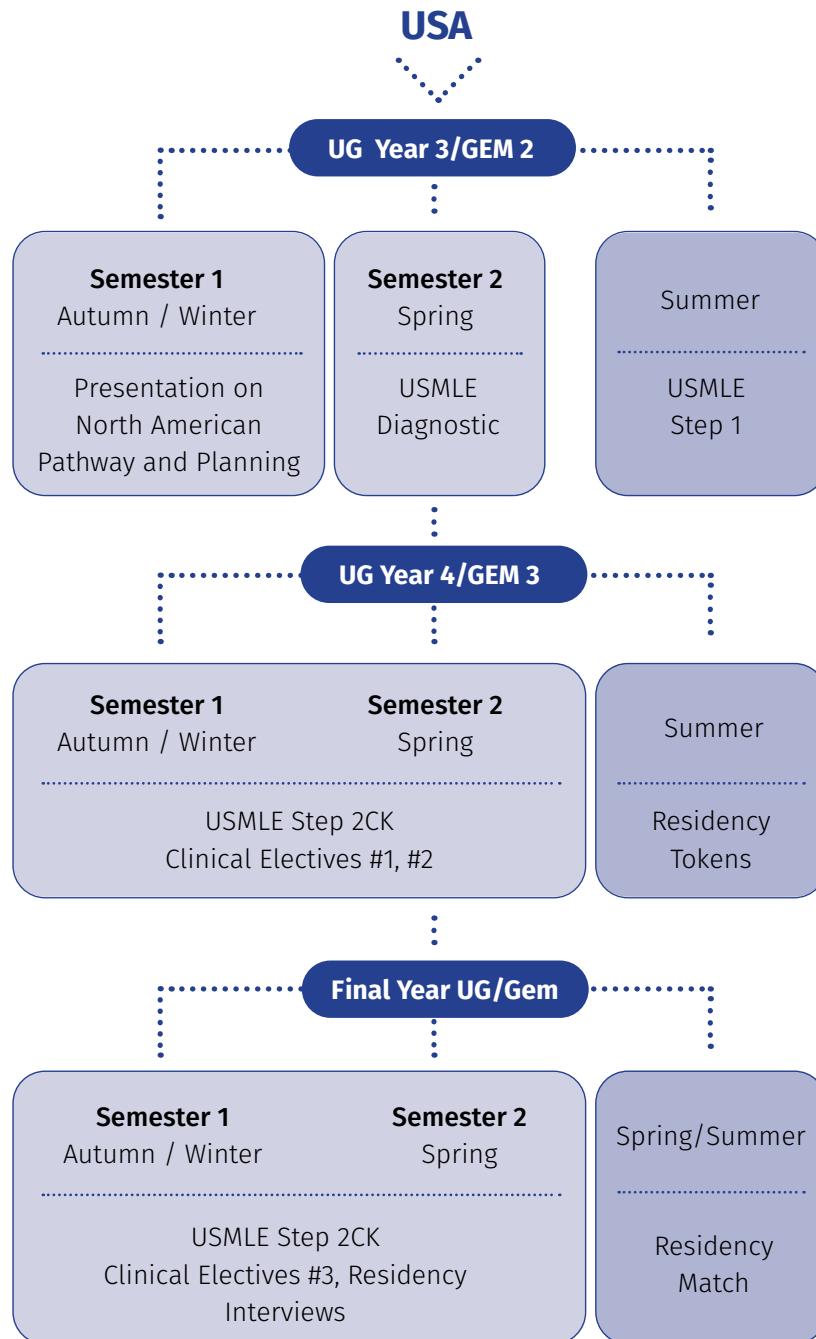 USA
UG Year 3/GEM 2
Semester 1
Autumn / Winter
Presentation on
North American
Pathway and Planning
Semester 2
Spring
USMLE
Diagnostic
Summer
USMLE
Step 1
UG Year 4/GEM 3
Semester 1
Autumn / Winter
Semester 2
Spring
USMLE Step 2CK
Clinical Electives #1, #2
Summer
Residency
Tokens
Final Year UG/Gem
Semester 1
Autumn / Winter
Semester 2
Spring
USMLE Step 2CK
Clinical Electives #3, Residency
Interviews
Spring/Summer
Residency
Match